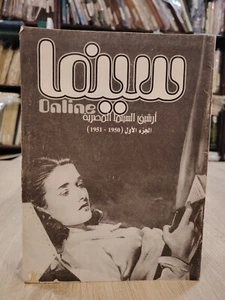 سينما
Online
أرشيف السينما المصرية
الجزء الأول (1950 - 1951)